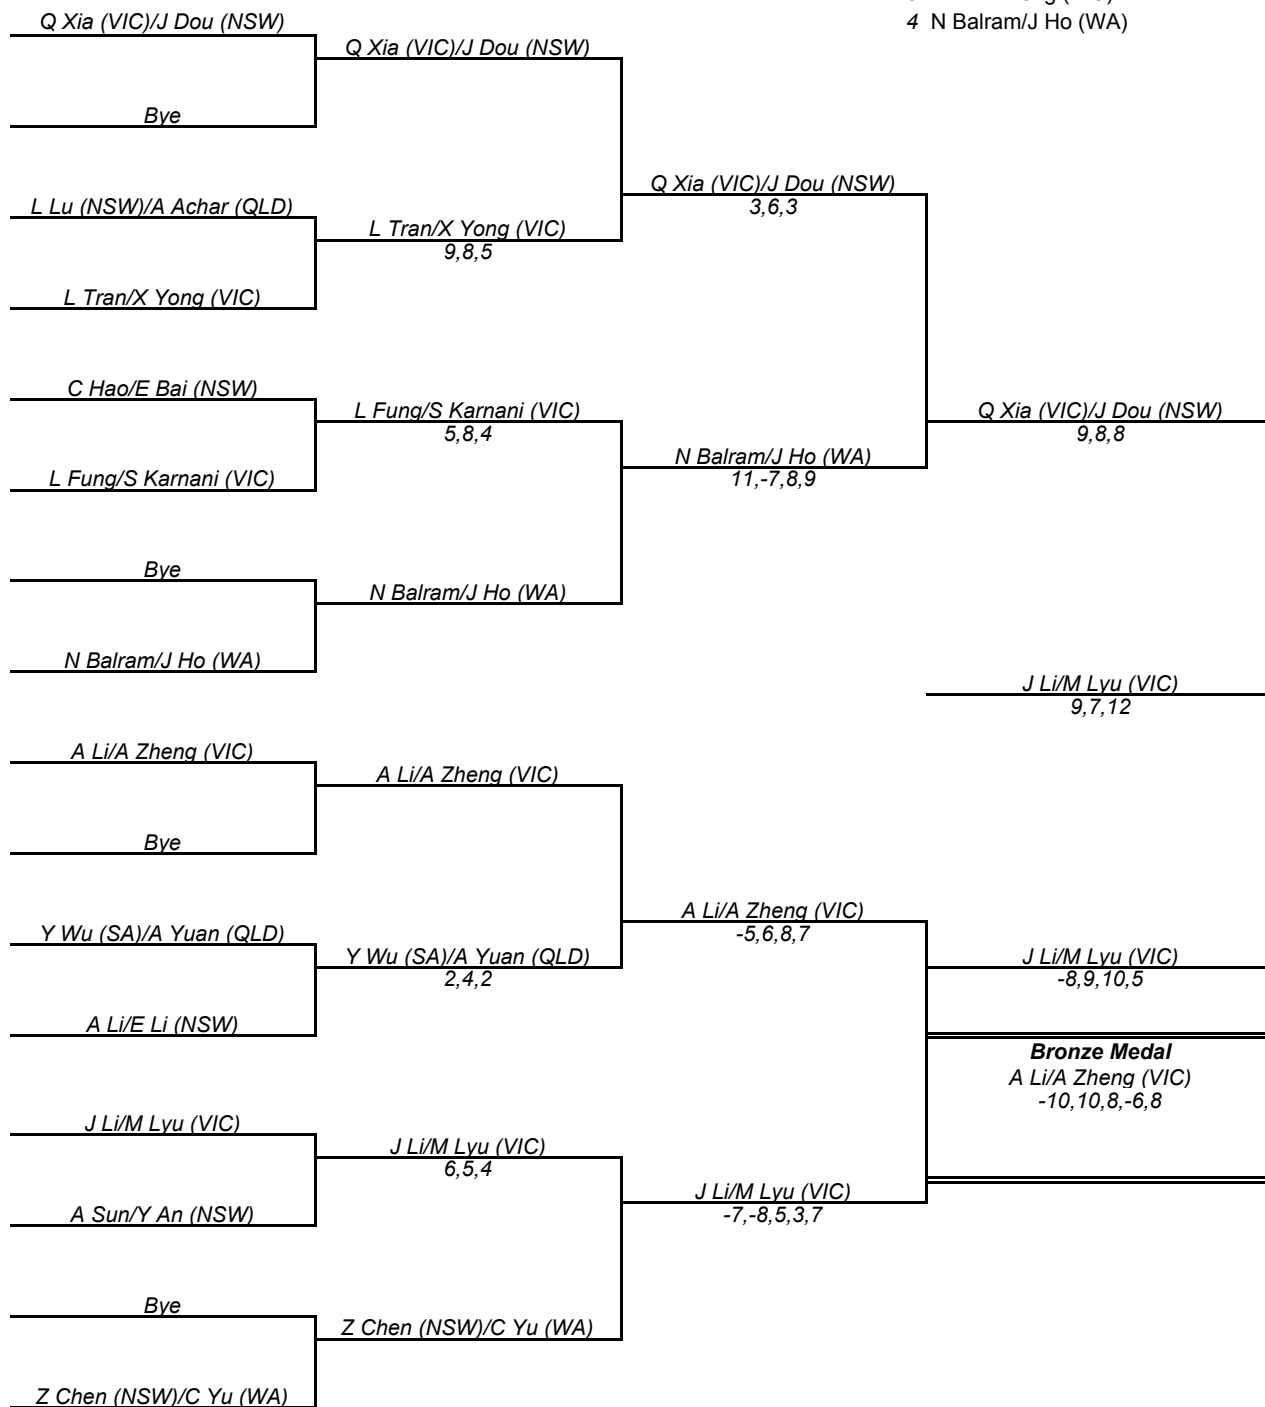 4 N Balram/J Ho (WA)
Q Xia (VIC)/J Dou (NSW)
Bye
L Lu (NSW)/A Achar (QLD)
L Tran/X Yong (VIC)
C Hao/E Bai (NSW)
L Fung/S Karnani (VIC)
Bye
N Balram/J Ho (WA)
A Li/A Zheng (VIC)
Bye
Y Wu (SA)/A Yuan (QLD)
A Li/E Li (NSW)
J Li/M Lyu (VIC)
A Sun/Y An (NSW)
Bye
Z Chen (NSW)/C Yu (WA)
Q Xia (VIC)/J Dou (NSW)
L Tran/X Yong (VIC)
9,8,5
L Fung/S Karnani (VIC)
5,8,4
N Balram/J Ho (WA)
A Li/A Zheng (VIC)
Y Wu (SA)/A Yuan (QLD)
2,4,2
J Li/M Lyu (VIC)
6,5,4
Z Chen (NSW)/C Yu (WA)
Q Xia (VIC)/J Dou (NSW)
3,6,3
N Balram/J Ho (WA)
11,-7,8,9
A Li/A Zheng (VIC)
-5,6,8,7
J Li/M Lyu (VIC)
-7,-8,5,3,7
Q Xia (VIC)/J Dou (NSW)
9,8,8
J Li/M Lyu (VIC)
9,7,12
J Li/M Lyu (VIC)
-8,9,10,5
Bronze Medal
A Li/A Zheng (VIC)
-10,10,8,-6,8